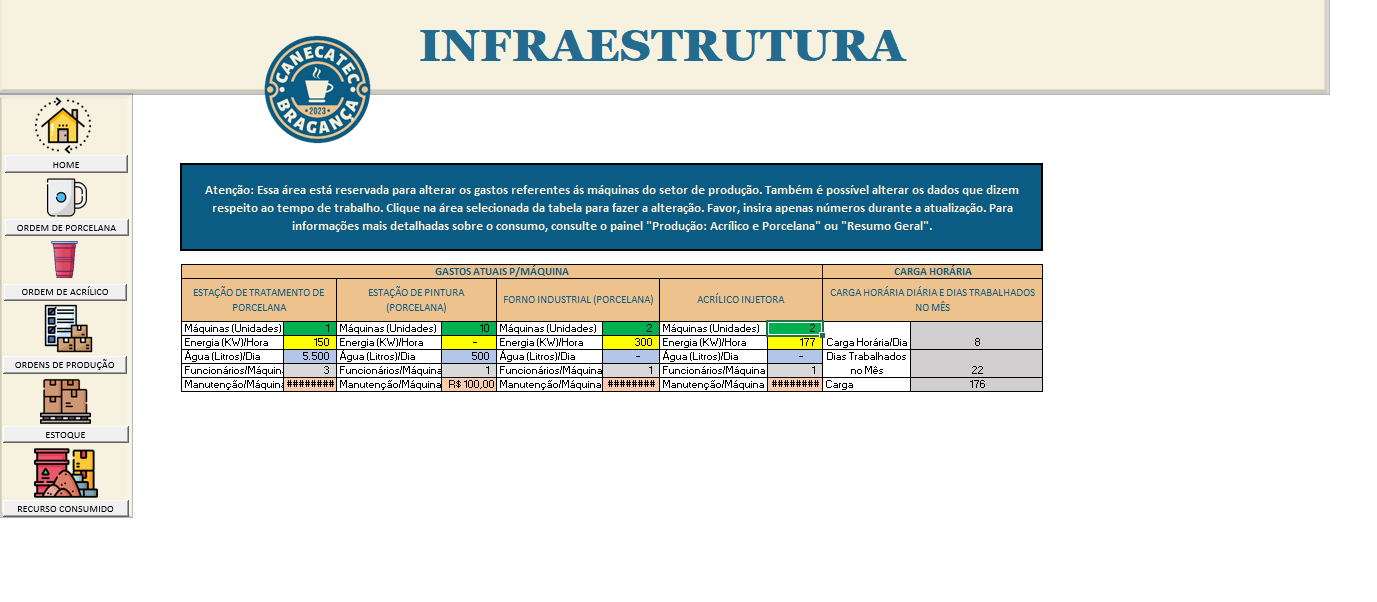 INFRAESTRUTURA
CANECATEC
• 2023 •
BRAGANÇA
HOME
ORDEM DE PORCELANA
ORDEM DE ACRÍLICO
ORDENS DE PRODUÇÃO
ESTOQUE
RECURSO CONSUMIDO
Atenção: Essa área está reservada para alterar os gastos referentes ás máquinas do setor de produção. Também é possível alterar os dados que dizem
respeito ao tempo de trabalho. Clique na área selecionada da tabela para fazer a alteração. Favor, insira apenas números durante a atualização. Para
informações mais detalhadas sobre o consumo, consulte o painel "Produção: Acrílico e Porcelana" ou "Resumo Geral".
GASTOS ATUAIS P/MÁQUINA CARGA HORÁRIA
ESTAÇÃO DE TRATAMENTO DE
PORCELANA
ESTAÇÃO DE PINTURA
(PORCELANA)
FORNO INDUSTRIAL (PORCELANA)
ACRÍLICO INJETORA
CARGA HORÁRIA DIÁRIA E DIAS TRABALHADOS
NO MÊS
Máquinas (Unidades) 1 Máquinas (Unidades) 10 Máquinas (Unidades) 2 Máquinas (Unidades) 2
Energia (KW)/Hora 150 Energia (KW)/Hora - Energia (KW)/Hora 300 Energia (KW)/Hora 177 Carga Horária/Dia 8
Água (Litros)/Dia 5.500 Água (Litros)/Dia 500 Água (Litros)/Dia - Água (Litros)/Dia - Dias Trabalhados
Funcionários/Máquina 3 Funcionários/Máquina 1 Funcionários/Máquina 1 Funcionários/Máquina 1 no Mês 22
Manutenção/Máquina ######## Manutenção/Máquina R$ 100,00 Manutenção/Máquina ######## Manutenção/Máquina ######## Carga 176